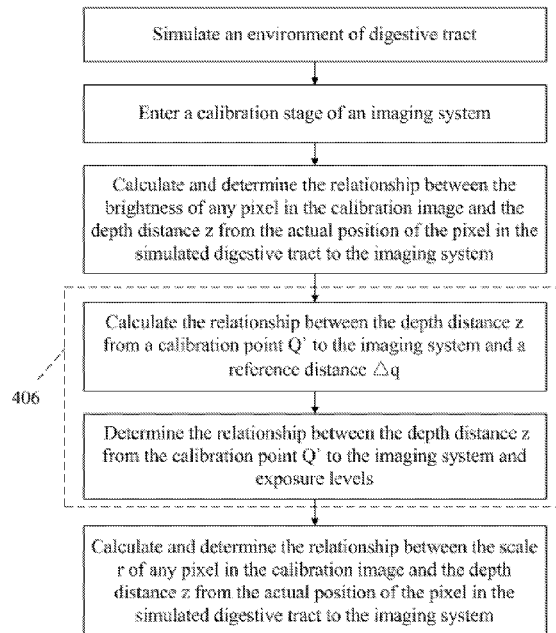 Simulate an environment of digestive tract
Enter a calibration stage of an imaging system
Calculate and determine the relationship between the
brightness of any pixel in the calibration image and the
depth distance z from the actual position of the pixel in the
simulated digestive tract to the imaging system
Calculate the relationship between the depth distance z
from a calibration point Q' to the imaging system and a
reference distance △q
406
Determine the relationship between the depth distance z
from the calibration point Q' to the imaging system and
exposure levels
Calculate and determine the relationship between the scale
r of any pixel in the calibration image and the depth
distance z from the actual position of the pixel in the
simulated digestive tract to the imaging system